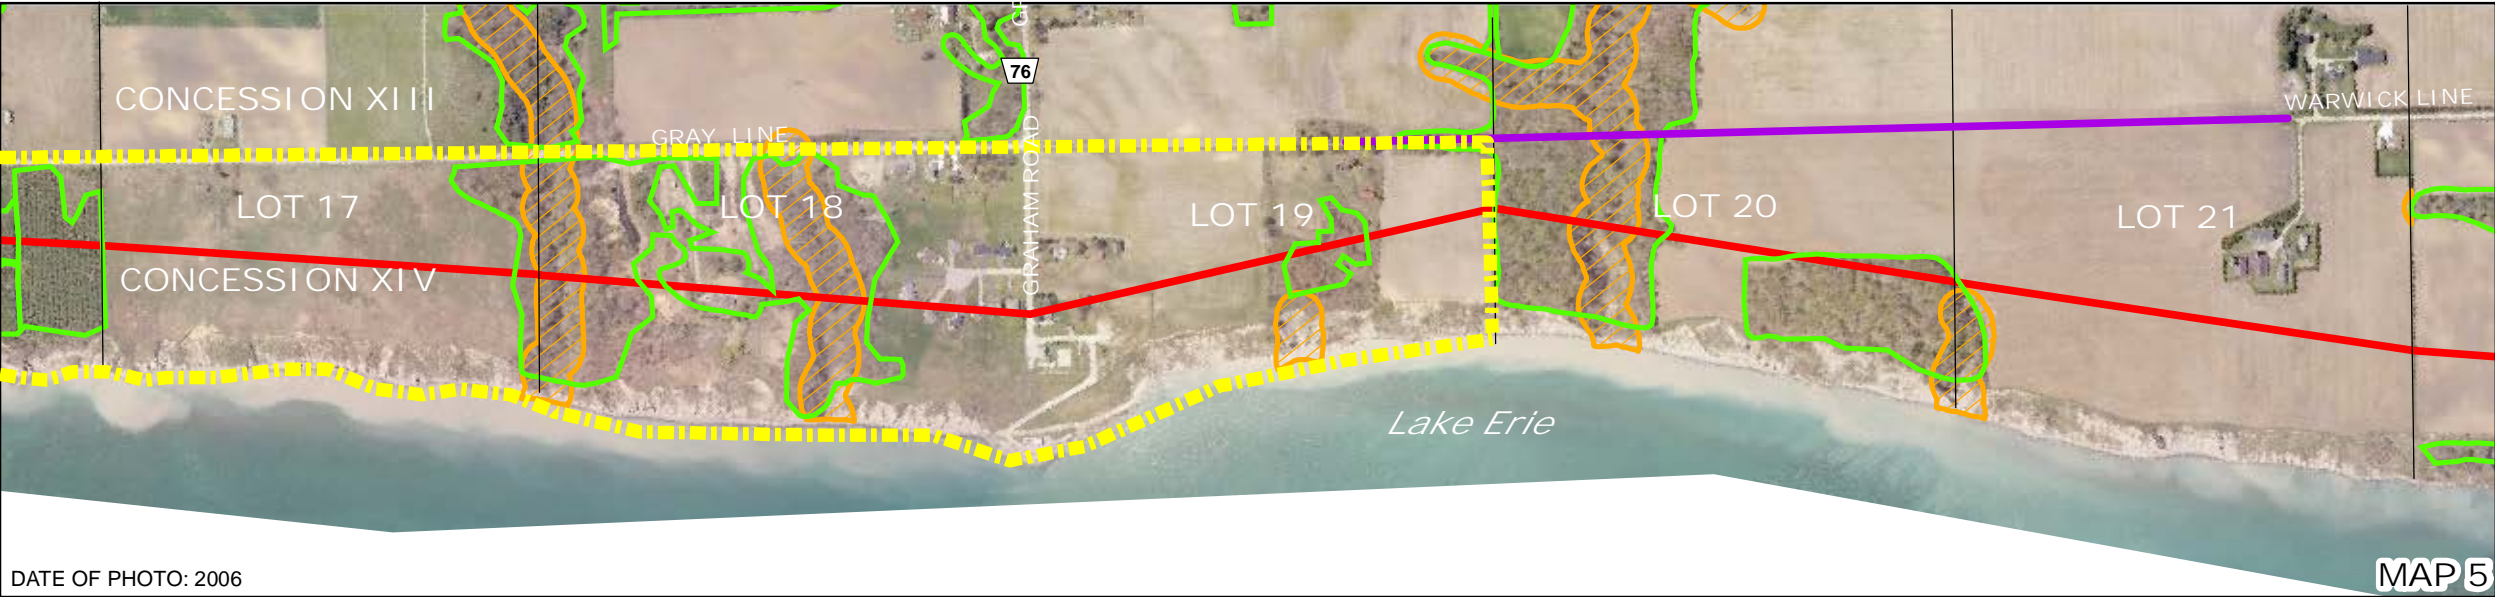 76
CONCESSION XIII
WARWICK LINE
GRAY LINE
GRAHAM ROAD
LOT 17
LOT 18
LOT 19
LOT 20
LOT 21
CONCESSION XIV
Lake Erie
DATE OF PHOTO: 2006
MAP 5